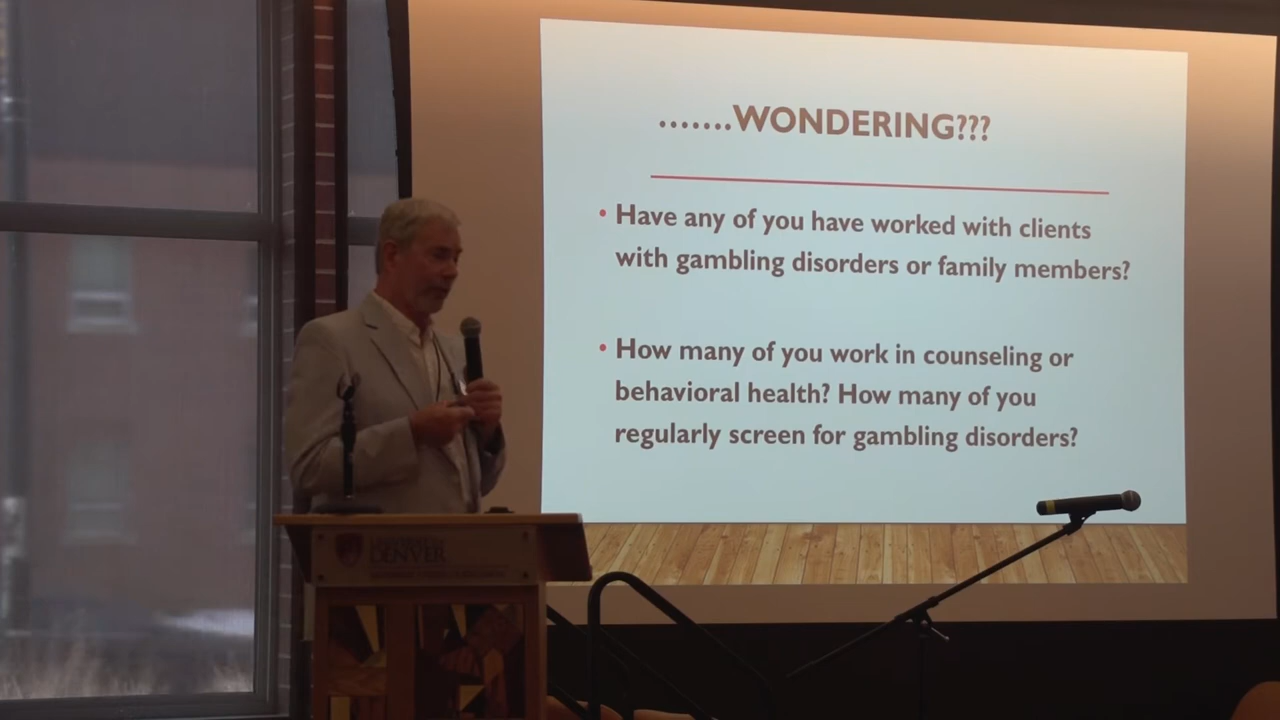 .......WONDERING???
• Have any of you have worked with clients
with gambling disorders or family members?
• How many of you work in counseling or
behavioral health? How many of you
regularly screen for gambling disorders?
DENVER